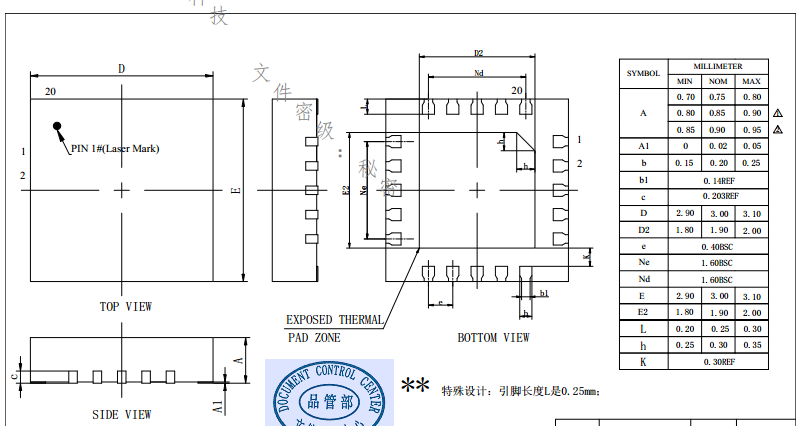 科
技
文
件
密
级
**
秘
密
D
20
1
2
PIN 1#(Laser Mark)
E
TOP VIEW
D2
Nd
20
L
h
h
1
2
E2
Ne
K
e
b1
b
EXPOSED THERMAL
PAD ZONE
BOTTOM VIEW
C
A
A1
SIDE VIEW
SYMBOL MILLIMETER
MIN NOM MAX
A 0.70 0.75 0.80
0.80 0.85 0.90 1
0.85 0.90 0.95 2
A1 0 0.02 0.05
b 0.15 0.20 0.25
b1 0.14REF
c 0.203REF
D 2.90 3.00 3.10
D2 1.80 1.90 2.00
e 0.40BSC
Ne 1.60BSC
Nd 1.60BSC
E 2.90 3.00 3.10
E2 1.80 1.90 2.00
L 0.20 0.25 0.30
h 0.25 0.30 0.35
K 0.30REF
DOCUMENT CONTROL CENTER
品管部
** 特殊设计：引脚长度L是0.25mm；